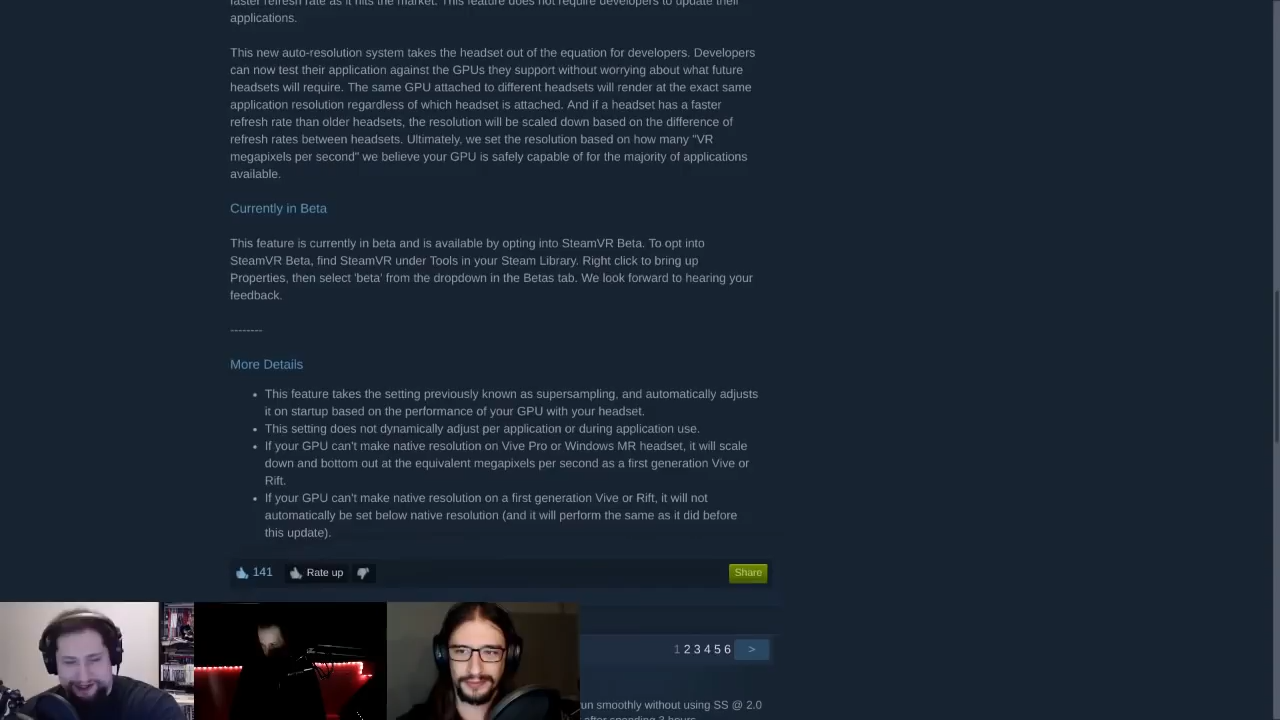 faster refresh rate as it hits the market. This feature does not require developers to update their
applications.
This new auto-resolution system takes the headset out of the equation for developers. Developers
can now test their application against the GPUs they support without worrying about what future
headsets will require. The same GPU attached to different headsets will render at the exact same
application resolution regardless of which headset is attached. And if a headset has a faster
refresh rate than older headsets, the resolution will be scaled down based on the difference of
refresh rates between headsets. Ultimately, we set the resolution based on how many "VR
megapixels per second" we believe your GPU is safely capable of for the majority of applications
available.
Currently in Beta
This feature is currently in beta and is available by opting into SteamVR Beta. To opt into
SteamVR Beta, find SteamVR under Tools in your Steam Library. Right click to bring up
Properties, then select 'beta' from the dropdown in the Betas tab. We look forward to hearing your
feedback.
--------
More Details
• This feature takes the setting previously known as supersampling, and automatically adjusts
it on startup based on the performance of your GPU with your headset.
• This setting does not dynamically adjust per application or during application use.
• If your GPU can't make native resolution on Vive Pro or Windows MR headset, it will scale
down and bottom out at the equivalent megapixels per second as a first generation Vive or
Rift.
• If your GPU can't make native resolution on a first generation Vive or Rift, it will not
automatically be set below native resolution (and it will perform the same as it did before
this update).
141 Rate up Share
1 2 3 4 5 6 >
un smoothly without using SS @ 2.0
after spending 3 hours